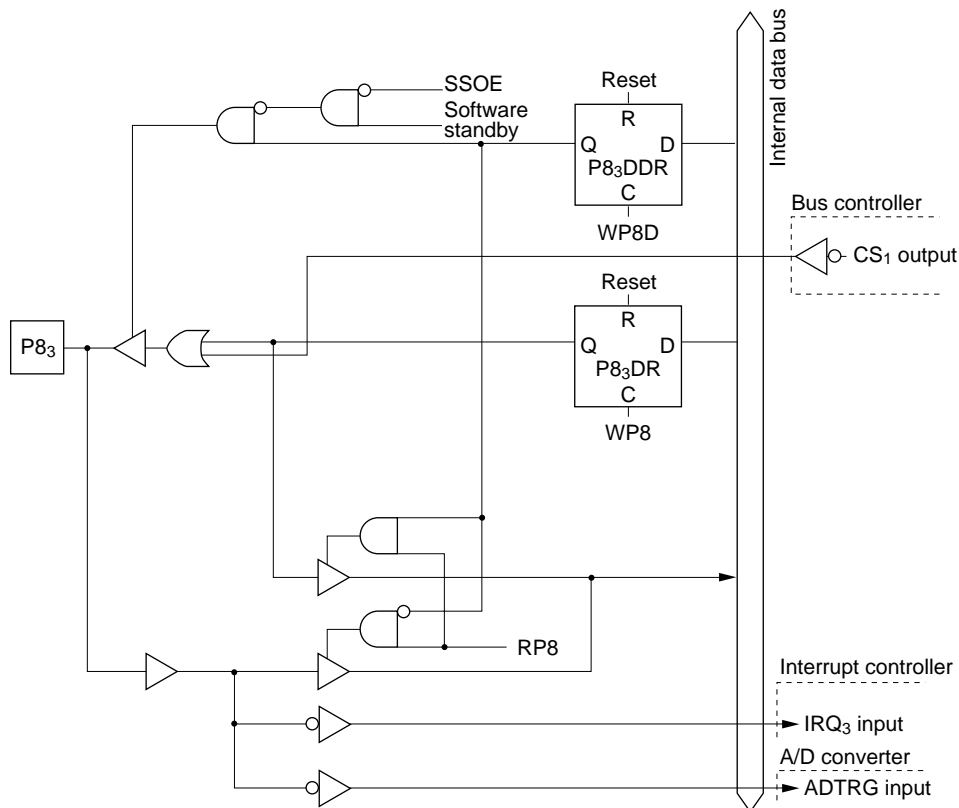 Internal data bus
SSOE
Software
standby
Reset
R
Q D
P8₃DDR
C
WP8D
Bus controller
CS₁ output
Reset
R
Q D
P8₃DR
C
WP8
P8₃
RP8
Interrupt controller
IRQ₃ input
A/D converter
ADTRG input